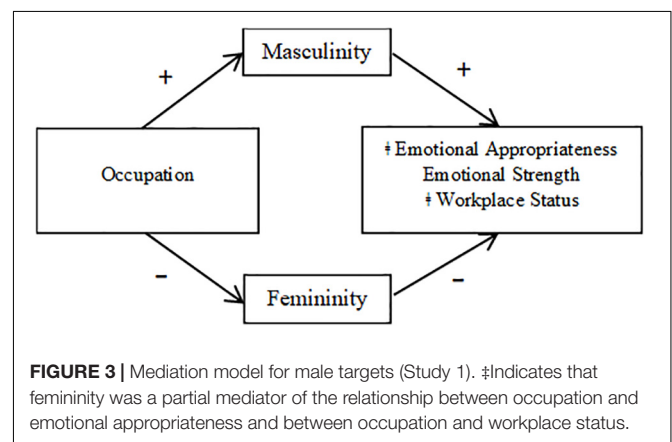 Masculinity
+
+
Occupation
‡Emotional Appropriateness
Emotional Strength
‡Workplace Status
–
–
Femininity
FIGURE 3 | Mediation model for male targets (Study 1). ‡Indicates that
femininity was a partial mediator of the relationship between occupation and
emotional appropriateness and between occupation and workplace status.